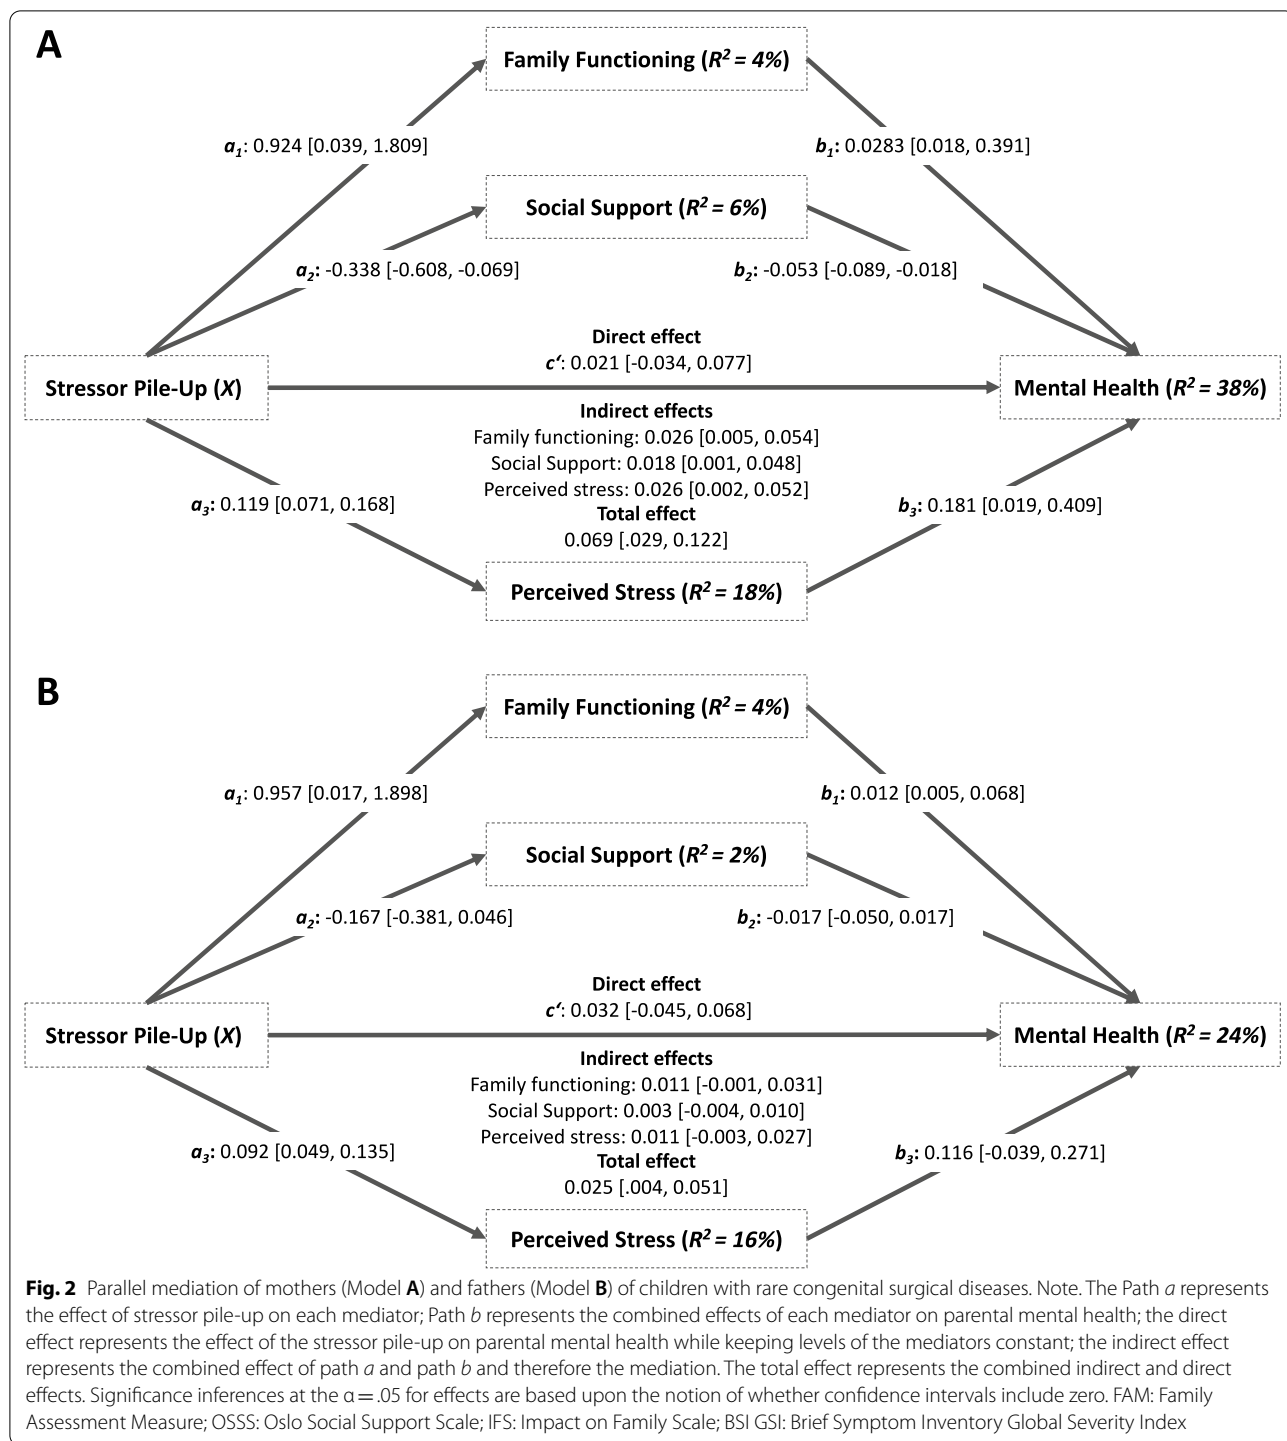 A
Family Functioning (R² = 4%)
a₁: 0.924 [0.039, 1.809]
b₁: 0.0283 [0.018, 0.391]
Social Support (R² = 6%)
a₂: -0.338 [-0.608, -0.069]
b₂: -0.053 [-0.089, -0.018]
Direct effect
c‘: 0.021 [-0.034, 0.077]
Stressor Pile-Up (X)
Mental Health (R² = 38%)
Indirect effects
Family functioning: 0.026 [0.005, 0.054]
Social Support: 0.018 [0.001, 0.048]
Perceived stress: 0.026 [0.002, 0.052]
a₃: 0.119 [0.071, 0.168]
b₃: 0.181 [0.019, 0.409]
Total effect
0.069 [.029, 0.122]
Perceived Stress (R² = 18%)
B
Family Functioning (R² = 4%)
a₁: 0.957 [0.017, 1.898]
b₁: 0.012 [0.005, 0.068]
Social Support (R² = 2%)
a₂: -0.167 [-0.381, 0.046]
b₂: -0.017 [-0.050, 0.017]
Direct effect
c‘: 0.032 [-0.045, 0.068]
Stressor Pile-Up (X)
Mental Health (R² = 24%)
Indirect effects
Family functioning: 0.011 [-0.001, 0.031]
Social Support: 0.003 [-0.004, 0.010]
Perceived stress: 0.011 [-0.003, 0.027]
a₃: 0.092 [0.049, 0.135]
b₃: 0.116 [-0.039, 0.271]
Total effect
0.025 [.004, 0.051]
Perceived Stress (R² = 16%)
Fig. 2 Parallel mediation of mothers (Model A) and fathers (Model B) of children with rare congenital surgical diseases. Note. The Path a represents
the effect of stressor pile-up on each mediator; Path b represents the combined effects of each mediator on parental mental health; the direct
effect represents the effect of the stressor pile-up on parental mental health while keeping levels of the mediators constant; the indirect effect
represents the combined effect of path a and path b and therefore the mediation. The total effect represents the combined indirect and direct
effects. Significance inferences at the α = .05 for effects are based upon the notion of whether confidence intervals include zero. FAM: Family
Assessment Measure; OSSS: Oslo Social Support Scale; IFS: Impact on Family Scale; BSI GSI: Brief Symptom Inventory Global Severity Index